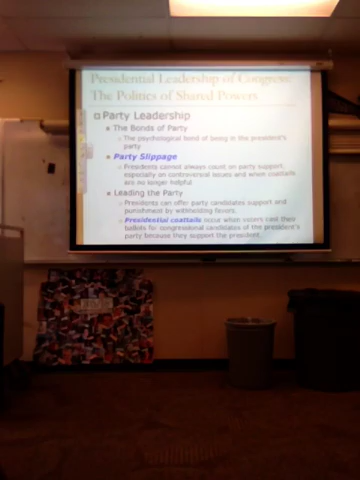 Presidential Leadership of Congress:
The Politics of Shared Powers
Party Leadership
The Bonds of Party
The psychological bond of being in the president's
party
Party Slippage
Presidents cannot always count on party support,
especially on controversial issues and when coattails
are no longer helpful
Leading the Party
Presidents can offer party candidates support and
punishment by withholding favors.
Presidential coattails occur when voters cast their
ballots for congressional candidates of the president's
party because they support the president.